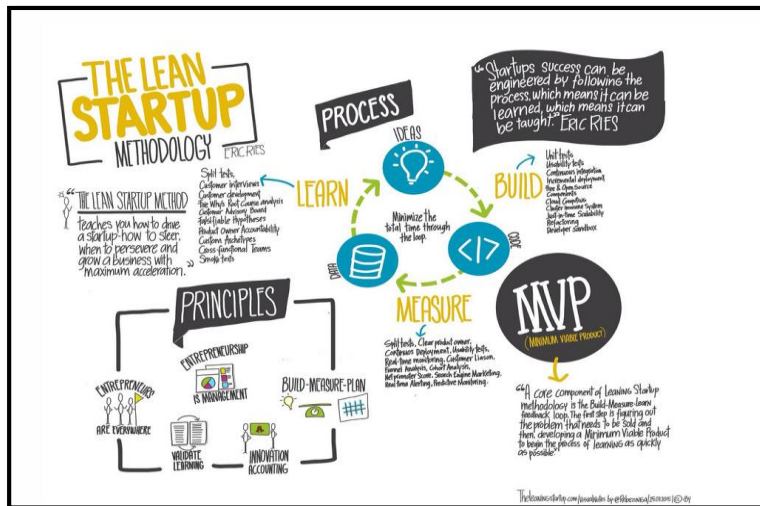 THE LEAN
STARTUP
METHODOLOGY
ERIC RIES
"THE LEAN STARTUP METHOD
teaches you how to drive
a startup-how to steer,
when to persevere and
grow a business with
maximum acceleration."
PROCESS
IDEAS
CODE
DATA
Minimize the
total time through
the loop.
LEARN
Split tests,
Customer Interviews
Customer development
Five Why's Root Cause analysis
Customer Advisory Board
Falsifiable Hypotheses
Product Owner Accountability
Custom Archetypes
Cross-functional Teams
Smoke tests
"Startups success can be
engineered by following the
process, which means it can be
learned, which means it can
be taught." ERIC RIES
BUILD
Unit tests
Usability tests
Continuous integration
Incremental deployment
Free & Open Source
Components
Cloud Computing
Cluster Immune System
Just-in-time Scalability
Refactoring
Developer Sandbox
MEASURE
Split tests, Clear product owner,
Continuous Deployment, Usability tests,
Real-time monitoring, Customer Liaison,
Funnel Analysis, Cohort Analysis,
Net promoter Score, Search Engine Marketing,
Real time Alerting, Predictive Monitoring.
MVP
(MINIMUM VIABLE PRODUCT)
"A core component of Leaning Startup
methodology is the Build-Measure-learn
feedback loop. The first step is figuring out
the problem that needs to be sold and
then, developing a Minimum Viable Product
to begin the process of learning as quickly
as possible"
PRINCIPLES
ENTREPRENEURS
ARE EVERYWHERE
ENTREPRENEURSHIP
IS MANAGEMENT
VALIDATE
LEARNING
INNOVATION
ACCOUNTING
BUILD-MEASURE-PLAN